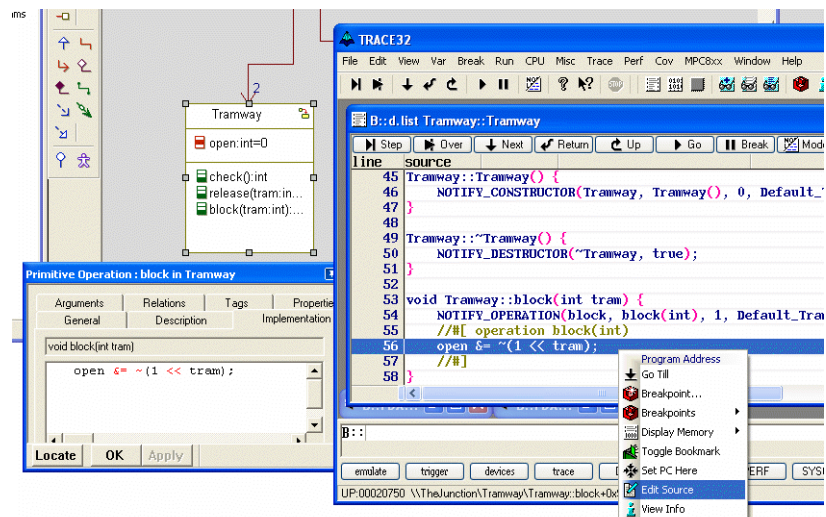 ms
2
Tramway
open:int=0
check():int
release(tram:in...
block(tram:int):...
Primitive Operation : block in Tramway
Arguments Relations Tags Propertie
General Description Implementation
void block(int tram)
open &= ~(1 << tram);
Locate OK Apply
TRACE32
File Edit View Var Break Run CPU Misc Trace Perf Cov MPC8xx Window Help
B::d.list Tramway::Tramway
Step Over Next Return Up Go Break Mode
line source
45 Tramway::Tramway() {
46 NOTIFY_CONSTRUCTOR(Tramway, Tramway(), 0, Default_
47 }
48
49 Tramway::~Tramway() {
50 NOTIFY_DESTRUCTOR(~Tramway, true);
51 }
52
53 void Tramway::block(int tram) {
54 NOTIFY_OPERATION(block, block(int), 1, Default_Tra
55 //#[ operation block(int)
56 open &= ~(1 << tram);
57 //#]
58 }
B::
emulate trigger devices trace PERF SYS
UP:00020750 \\TheJunction\Tramway\Tramway::block+0x
Program Address
Go Till
Breakpoint...
Breakpoints
Display Memory
Toggle Bookmark
Set PC Here
Edit Source
View Info